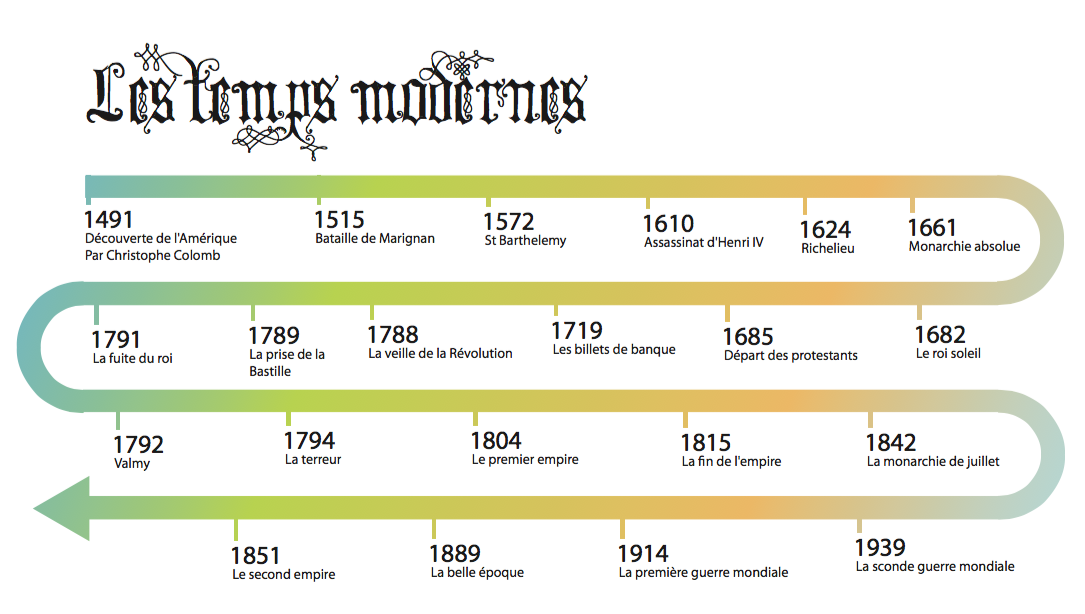 Les temps modernes
1491
Découverte de l'Amérique
Par Christophe Colomb
1515
Bataille de Marignan
1572
St Barthelemy
1610
Assassinat d'Henri IV
1624
Richelieu
1661
Monarchie absolue
1791
La fuite du roi
1789
La prise de la
Bastille
1788
La veille de la Révolution
1719
Les billets de banque
1685
Départ des protestants
1682
Le roi soleil
1792
Valmy
1794
La terreur
1804
Le premier empire
1815
La fin de l'empire
1842
La monarchie de juillet
1851
Le second empire
1889
La belle époque
1914
La première guerre mondiale
1939
La sconde guerre mondiale